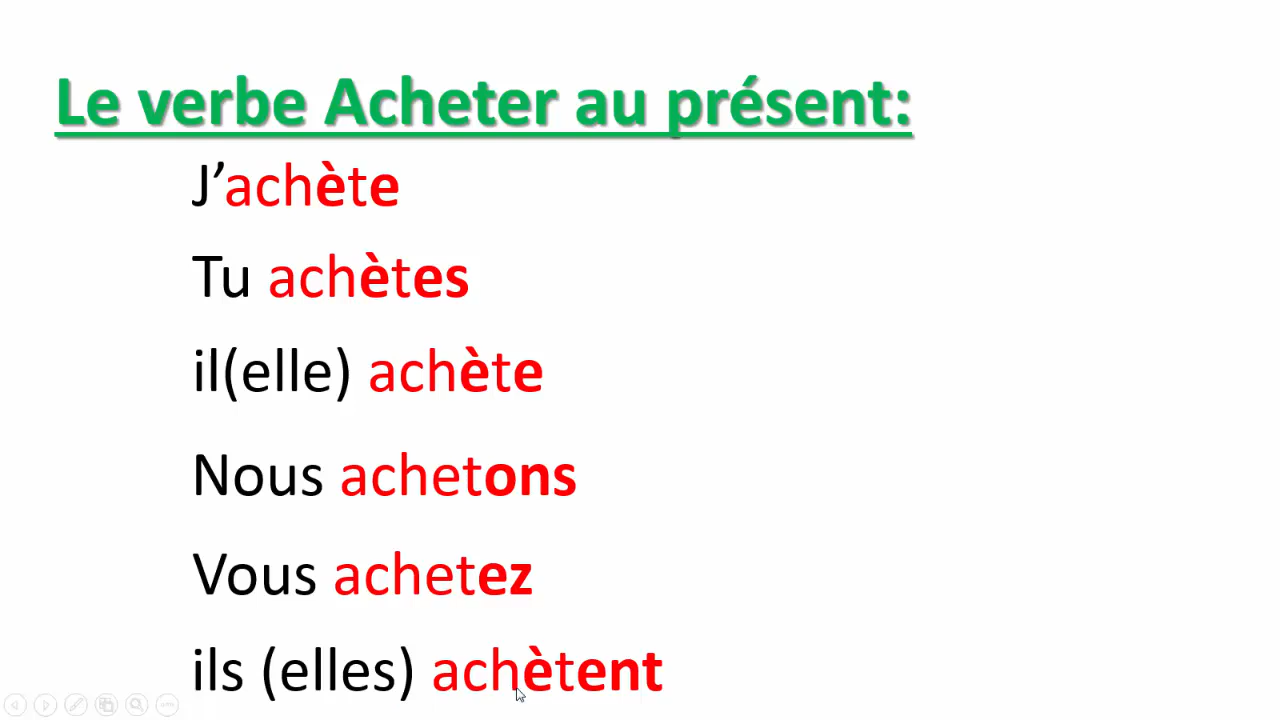 Le verbe Acheter au présent:
J’achète
Tu achètes
il(elle) achète
Nous achetons
Vous achetez
ils (elles) achètent